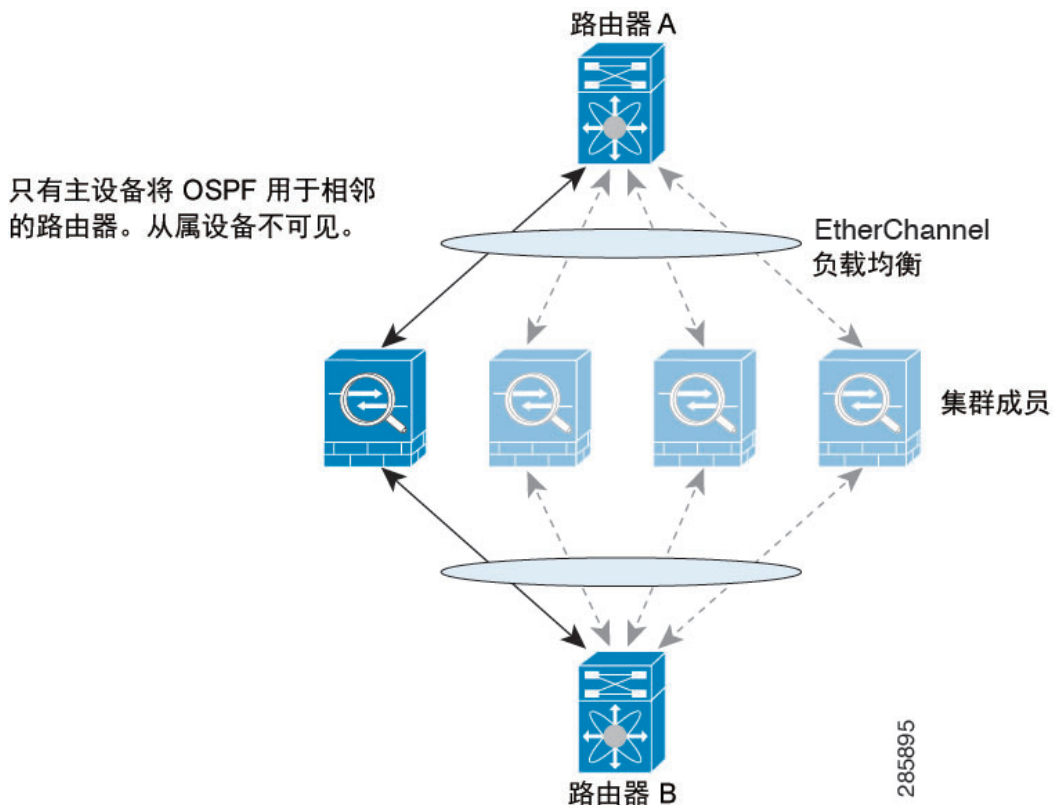 路由器 A
只有主设备将 OSPF 用于相邻
的路由器。从属设备不可见。
EtherChannel
负载均衡
集群成员
路由器 B
285895